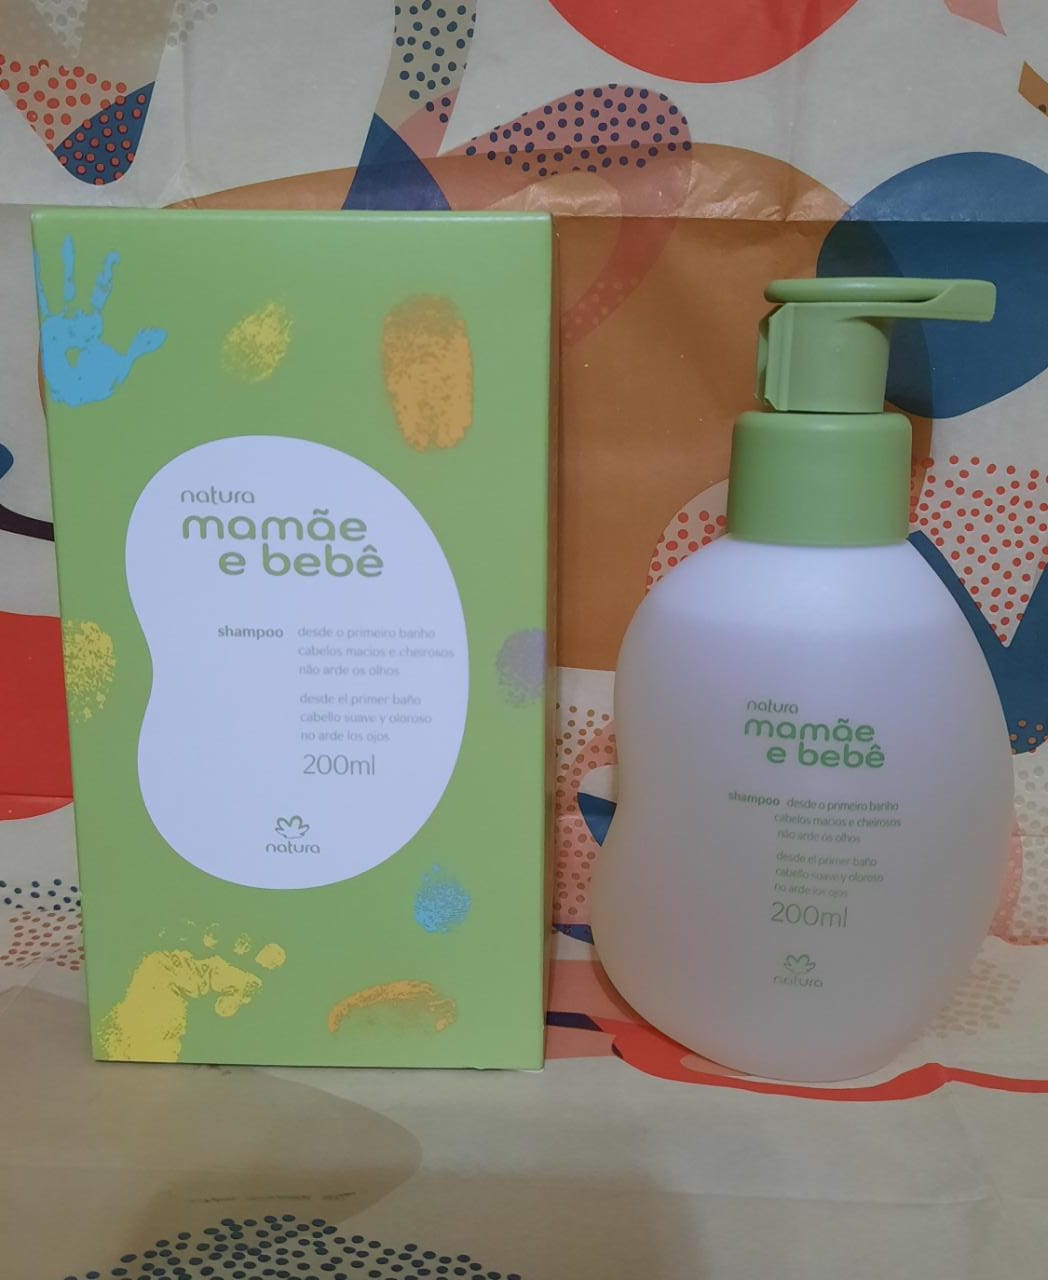 natura
mamãe
e bebê
shampoo desde o primeiro banho
cabelos macios e cheirosos
não arde os olhos
desde el primer baño
cabello suave y oloroso
no arde los ojos
200ml
natura
natura
mamãe
e bebê
shampoo desde o primeiro banho
cabelos macios e cheirosos
não arde os olhos
desde el primer baño
cabello suave y oloroso
no arde los ojos
200ml
natura